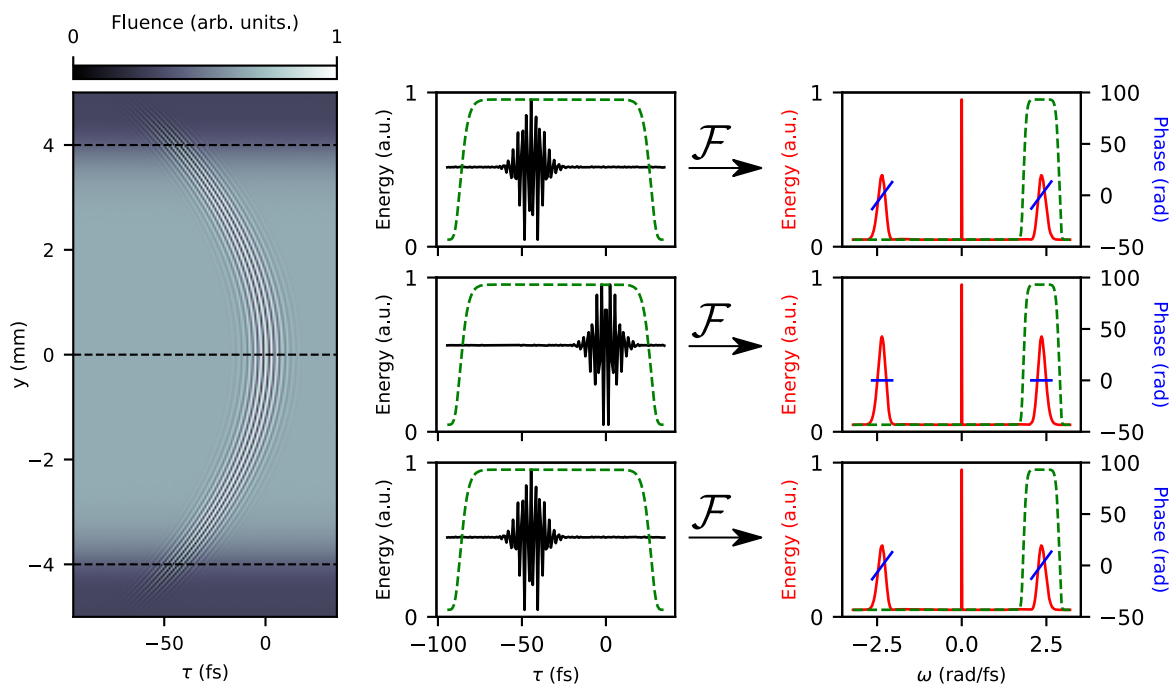 Fluence (arb. units.)
0 1
y (mm)
4
2
0
−2
−4
−50 0
τ (fs)
Energy (a.u.)
1
0
ℱ
Energy (a.u.)
1
0
Phase (rad)
100
50
0
−50
Energy (a.u.)
1
0
ℱ
Energy (a.u.)
1
0
Phase (rad)
100
50
0
−50
Energy (a.u.)
1
0
−100 −50 0
τ (fs)
ℱ
Energy (a.u.)
1
0
−2.5 0.0 2.5
ω (rad/fs)
Phase (rad)
100
50
0
−50